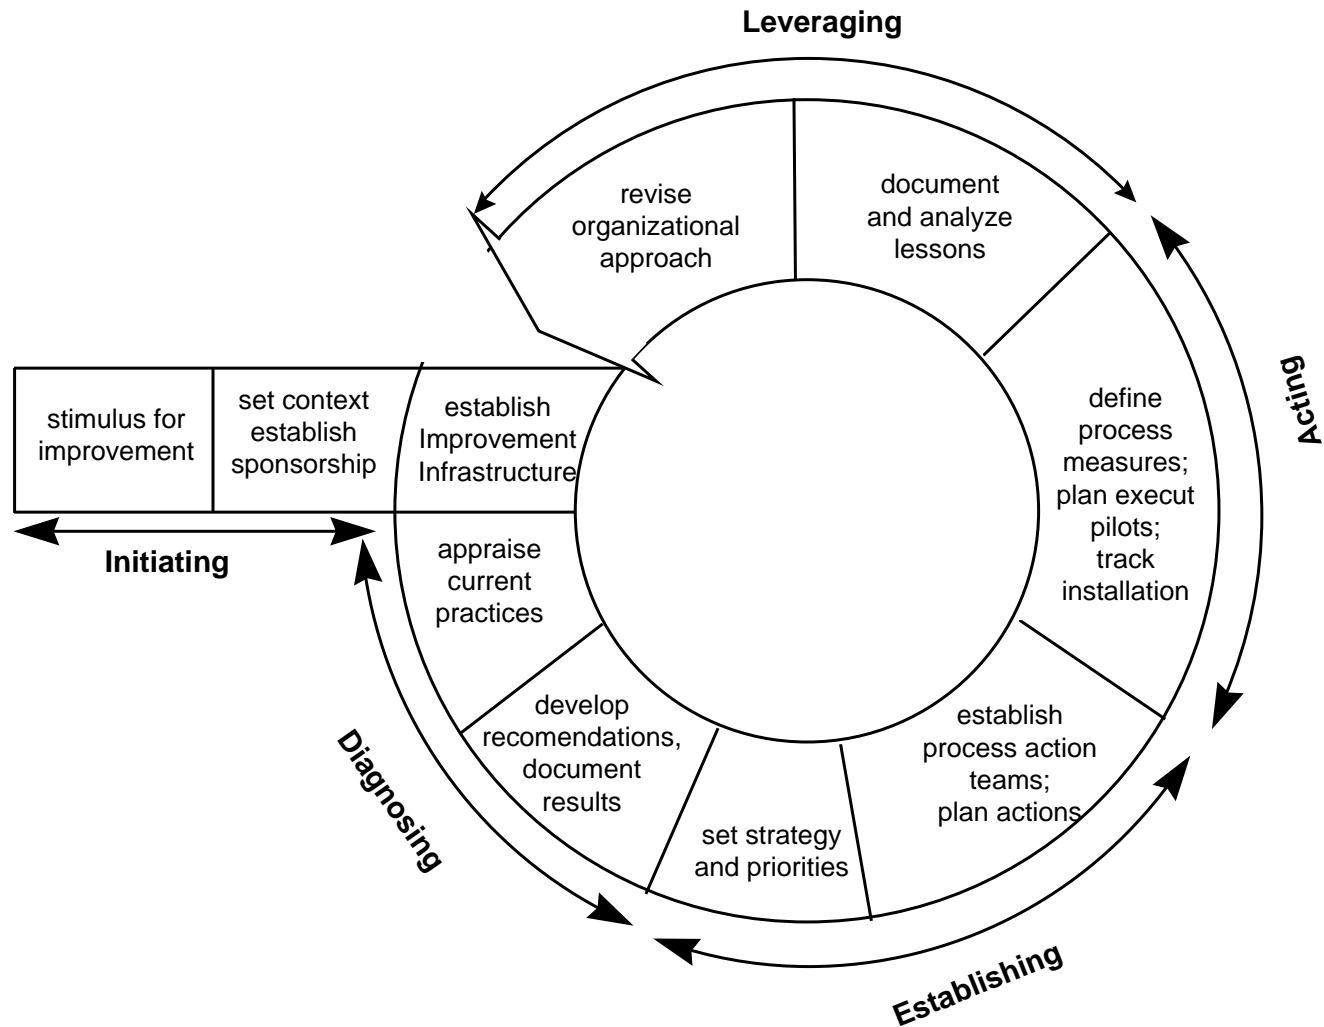 Leveraging
revise
organizational
approach
document
and analyze
lessons
Acting
define
process
measures;
plan execut
pilots;
track
installation
stimulus for
improvement
set context
establish
sponsorship
establish
Improvement
Infrastructure
Initiating
appraise
current
practices
Diagnosing
develop
recomendations,
document
results
set strategy
and priorities
establish
process action
teams;
plan actions
Establishing